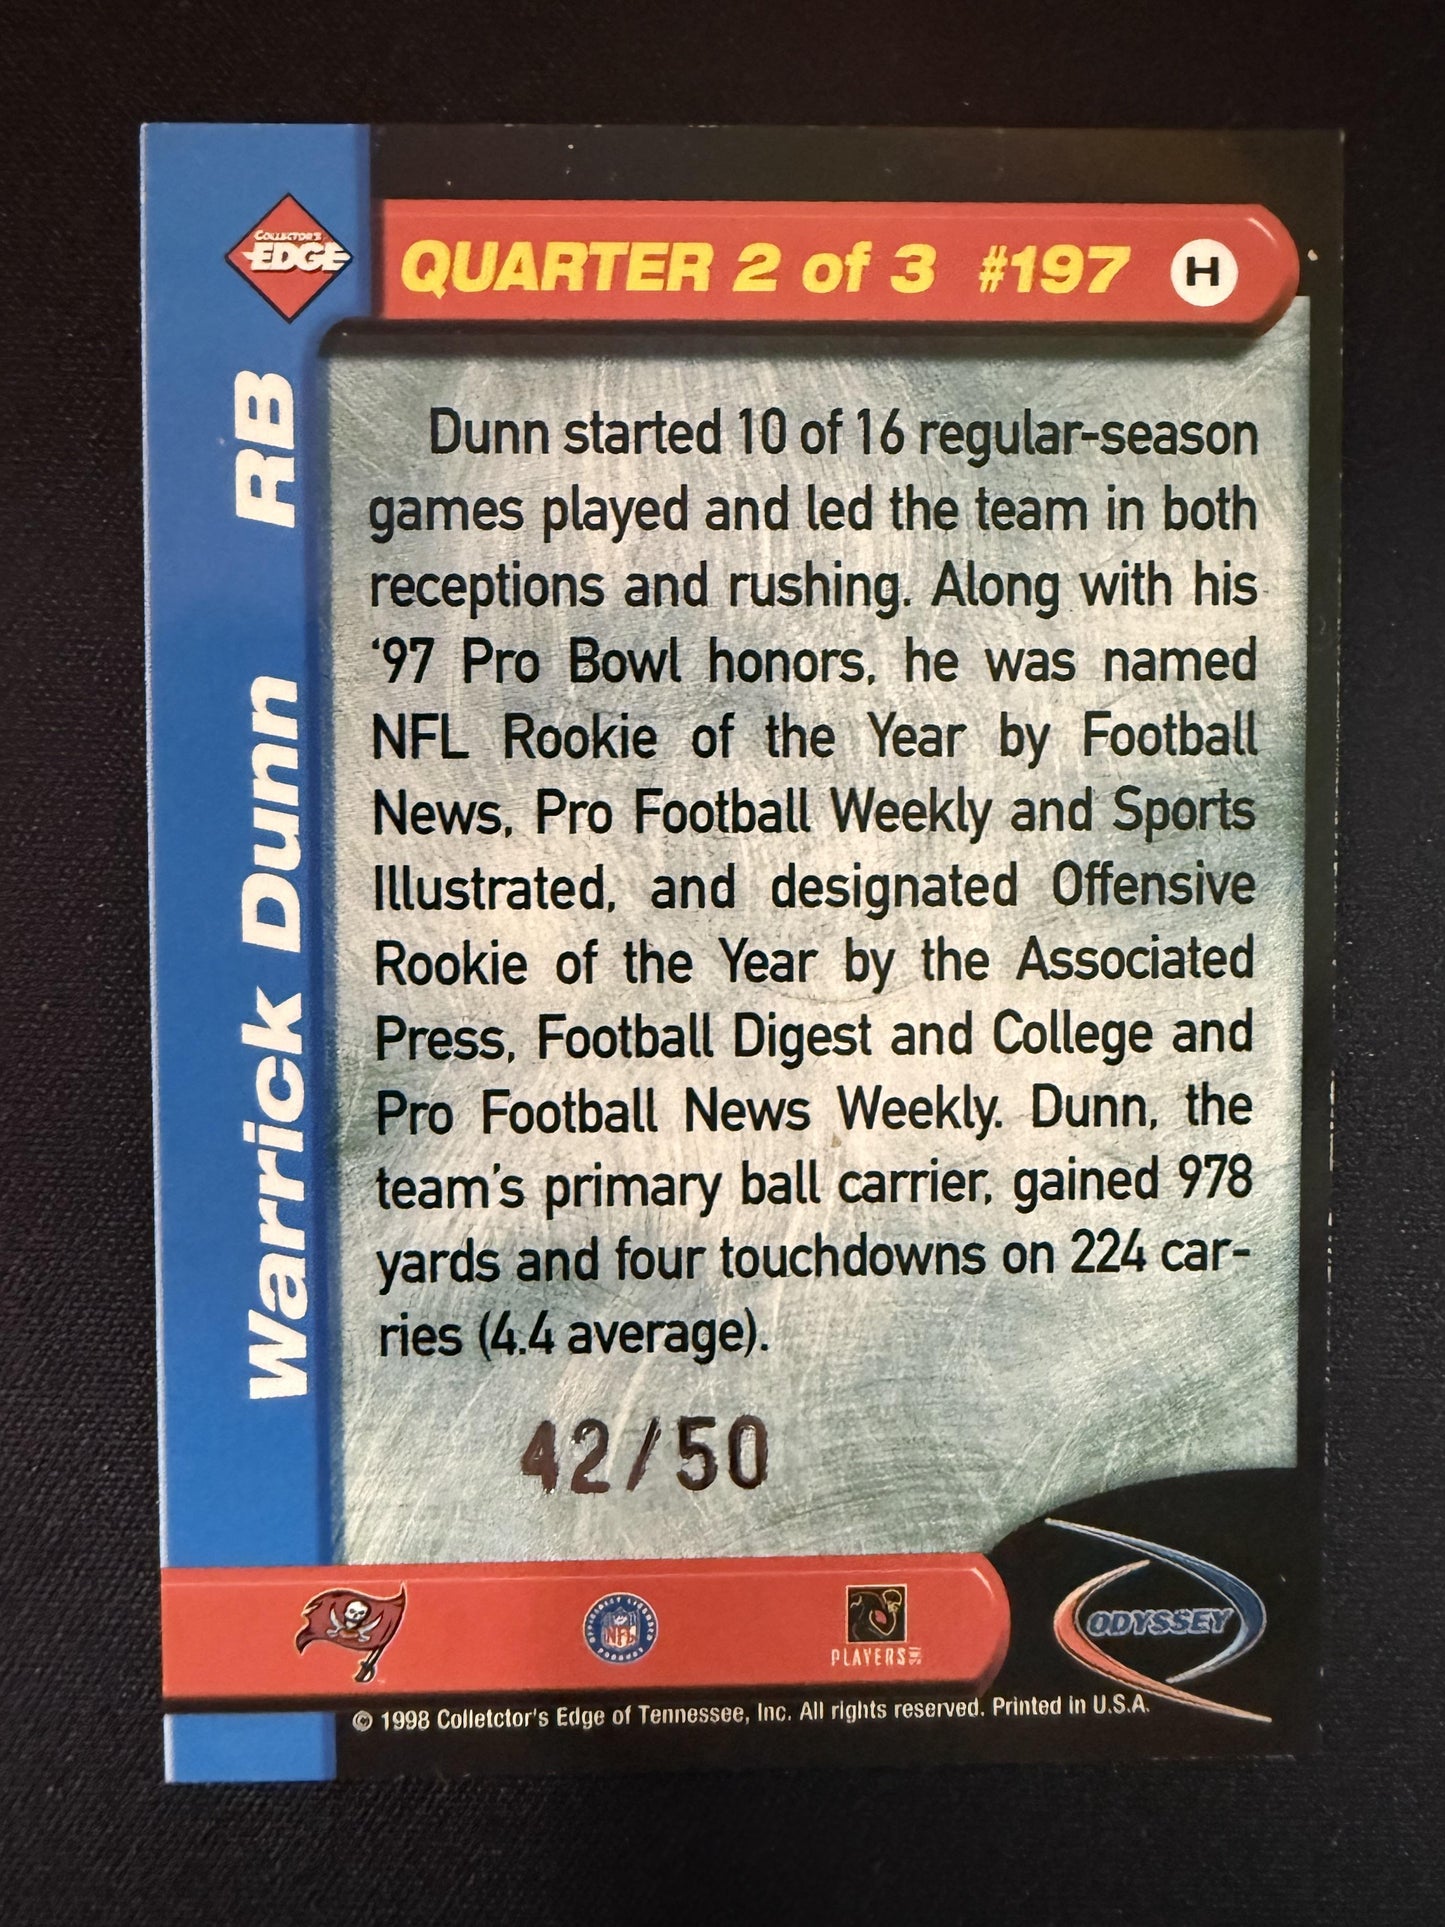 COLLECTOR'S
EDGE
QUARTER 2 of 3 #197 H
Warrick Dunn RB
Dunn started 10 of 16 regular-season
games played and led the team in both
receptions and rushing. Along with his
'97 Pro Bowl honors, he was named
NFL Rookie of the Year by Football
News, Pro Football Weekly and Sports
Illustrated, and designated Offensive
Rookie of the Year by the Associated
Press, Football Digest and College and
Pro Football News Weekly. Dunn, the
team's primary ball carrier, gained 978
yards and four touchdowns on 224 car-
ries (4.4 average).
42/50
NFL
PLAYERS
ODYSSEY
© 1998 Colletctor's Edge of Tennessee, Inc. All rights reserved. Printed in U.S.A.